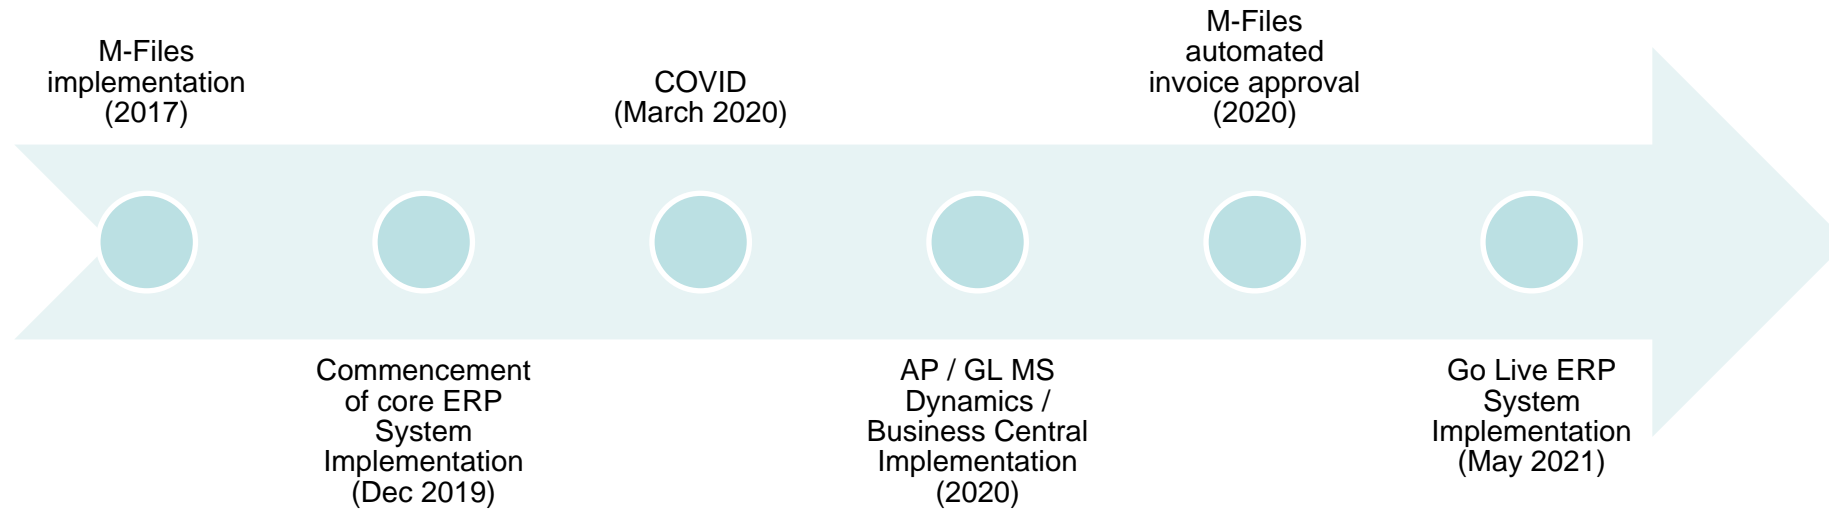 M-Files
implementation
(2017)
Commencement
of core ERP
System
Implementation
(Dec 2019)
COVID
(March 2020)
AP / GL MS
Dynamics /
Business Central
Implementation
(2020)
M-Files
automated
invoice approval
(2020)
Go Live ERP
System
Implementation
(May 2021)